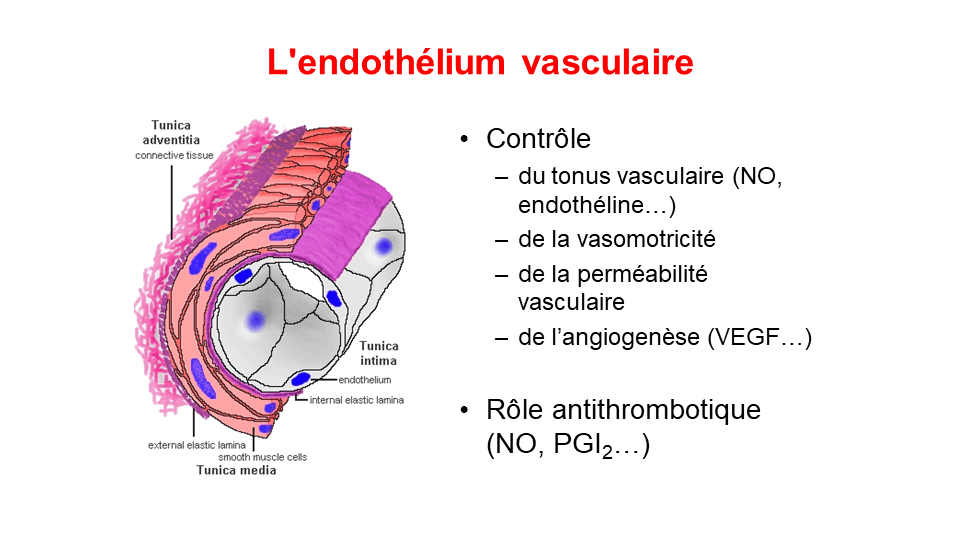 L'endothélium vasculaire
Tunica
adventitia
connective tissue
Tunica
intima
endothelium
internal elastic lamina
external elastic lamina
smooth muscle cells
Tunica media
• Contrôle
– du tonus vasculaire (NO,
endothéline…)
– de la vasomotricité
– de la perméabilité
vasculaire
– de l’angiogenèse (VEGF…)
• Rôle antithrombotique
(NO, PGI₂…)